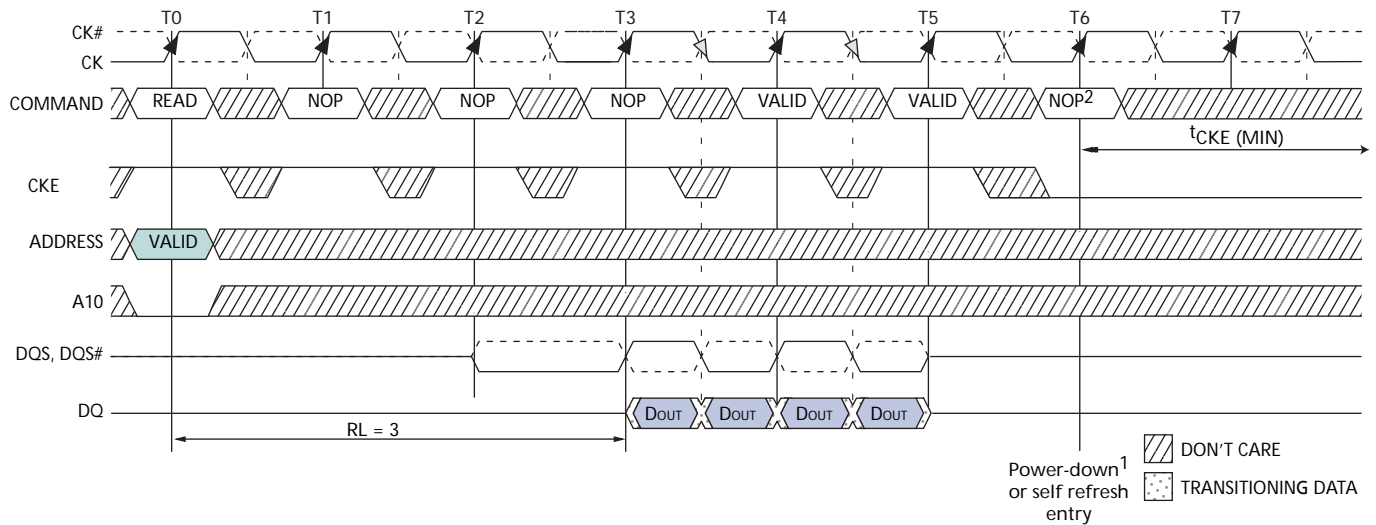 T0 T1 T2 T3 T4 T5 T6 T7
CK#
CK
COMMAND READ NOP NOP NOP VALID VALID NOP2
tCKE (MIN)
CKE
ADDRESS VALID
A10
DQS, DQS#
DQ DOUT DOUT DOUT DOUT
RL = 3
Power-down1
or self refresh
entry
DON'T CARE
TRANSITIONING DATA